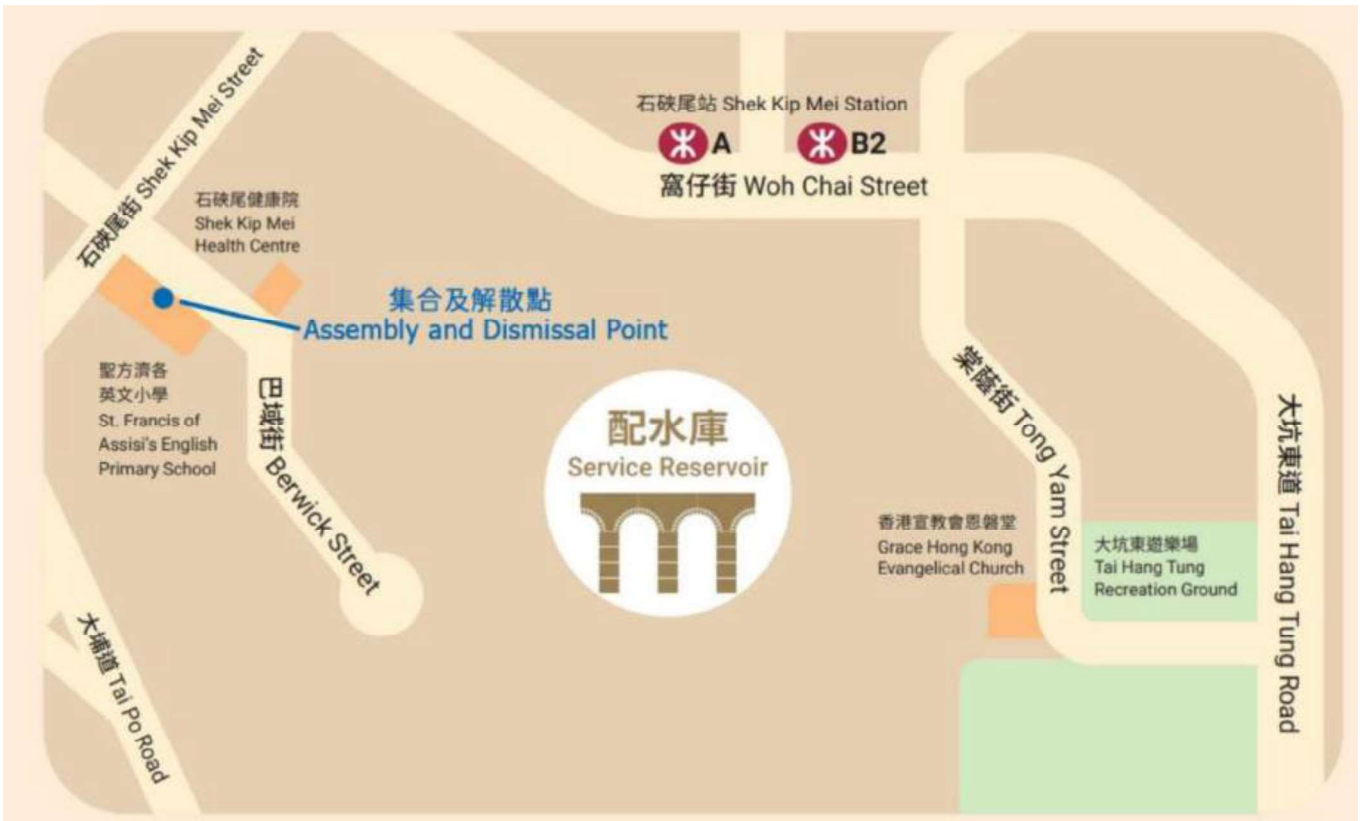 石硤尾街 Shek Kip Mei Street
石硤尾站 Shek Kip Mei Station
A
B2
窩仔街 Woh Chai Street
石硤尾健康院
Shek Kip Mei
Health Centre
集合及解散點
Assembly and Dismissal Point
聖方濟各
英文小學
St. Francis of
Assisi's English
Primary School
巴域街 Berwick Street
配水庫
Service Reservoir
棠蔭街 Tong Yam Street
大坑東道 Tai Hang Tung Road
香港宣教會恩磐堂
Grace Hong Kong
Evangelical Church
大坑東遊樂場
Tai Hang Tung
Recreation Ground
大埔道 Tai Po Road